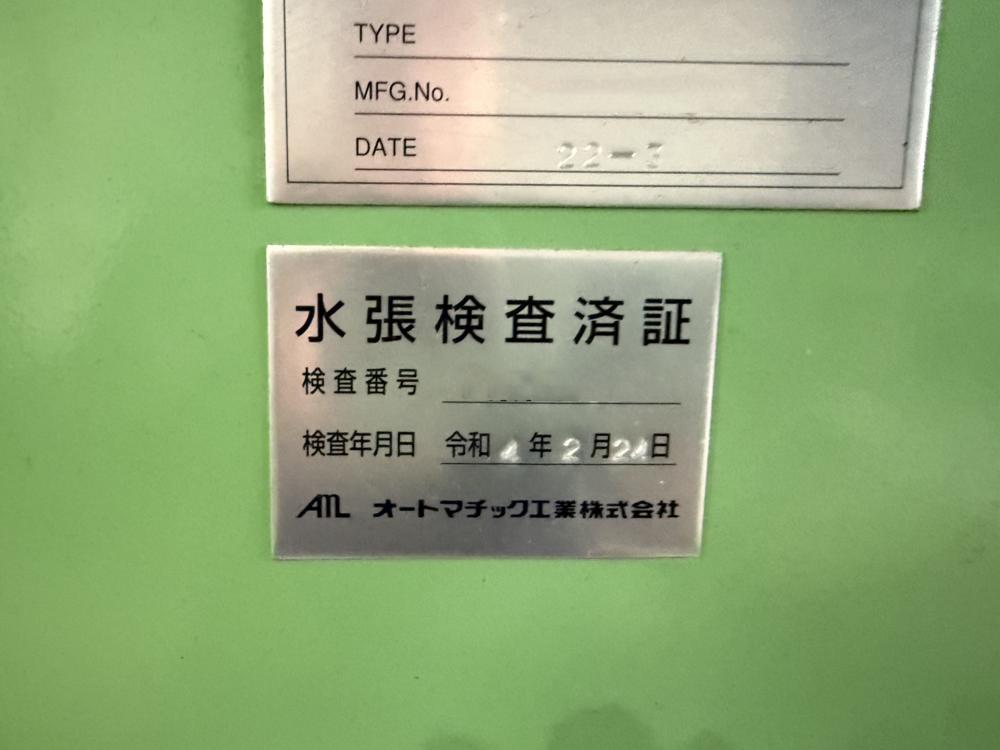 TYPE
MFG.No.
DATE 22-3
水張検査済証
検査番号
検査年月日 令和 4 年 2 月 24 日
AML オートマチック工業株式会社